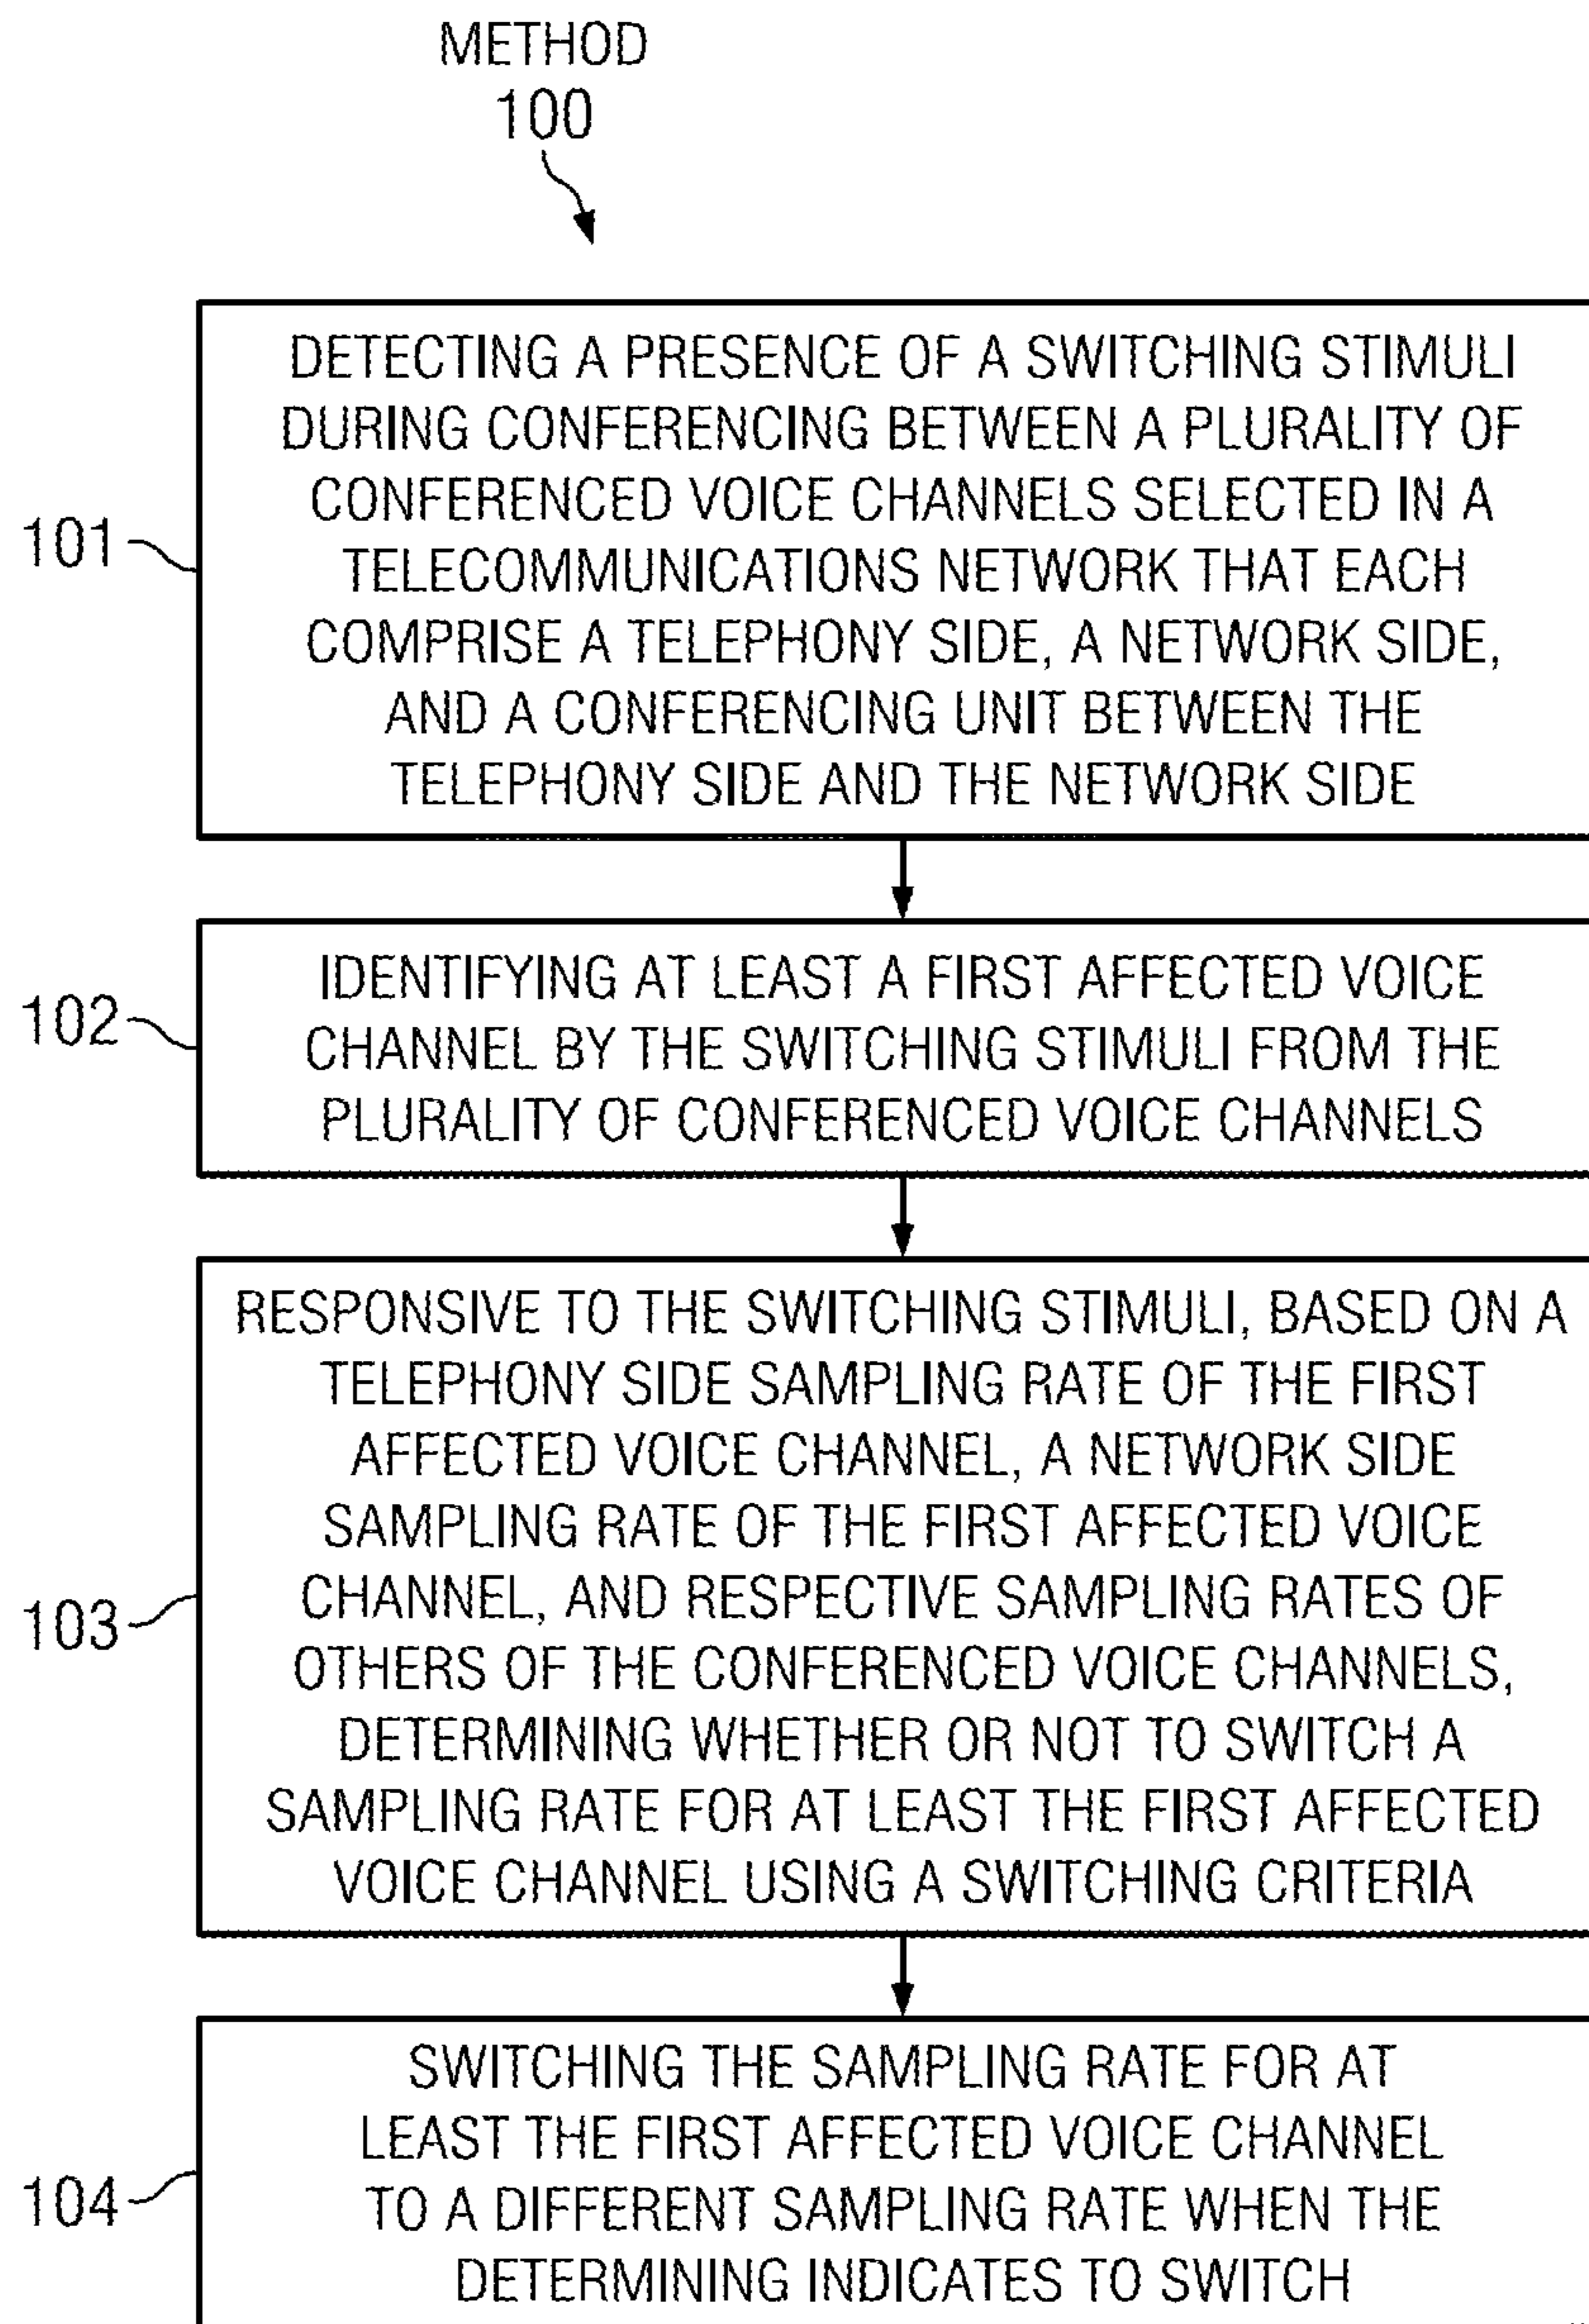 METHOD
100
DETECTING A PRESENCE OF A SWITCHING STIMULI
DURING CONFERENCING BETWEEN A PLURALITY OF
CONFERENCED VOICE CHANNELS SELECTED IN A
TELECOMMUNICATIONS NETWORK THAT EACH
COMPRISE A TELEPHONY SIDE, A NETWORK SIDE,
AND A CONFERENCING UNIT BETWEEN THE
TELEPHONY SIDE AND THE NETWORK SIDE
101
IDENTIFYING AT LEAST A FIRST AFFECTED VOICE
CHANNEL BY THE SWITCHING STIMULI FROM THE
PLURALITY OF CONFERENCED VOICE CHANNELS
102
RESPONSIVE TO THE SWITCHING STIMULI, BASED ON A
TELEPHONY SIDE SAMPLING RATE OF THE FIRST
AFFECTED VOICE CHANNEL, A NETWORK SIDE
SAMPLING RATE OF THE FIRST AFFECTED VOICE
CHANNEL, AND RESPECTIVE SAMPLING RATES OF
OTHERS OF THE CONFERENCED VOICE CHANNELS,
DETERMINING WHETHER OR NOT TO SWITCH A
SAMPLING RATE FOR AT LEAST THE FIRST AFFECTED
VOICE CHANNEL USING A SWITCHING CRITERIA
103
SWITCHING THE SAMPLING RATE FOR AT
LEAST THE FIRST AFFECTED VOICE CHANNEL
TO A DIFFERENT SAMPLING RATE WHEN THE
DETERMINING INDICATES TO SWITCH
104